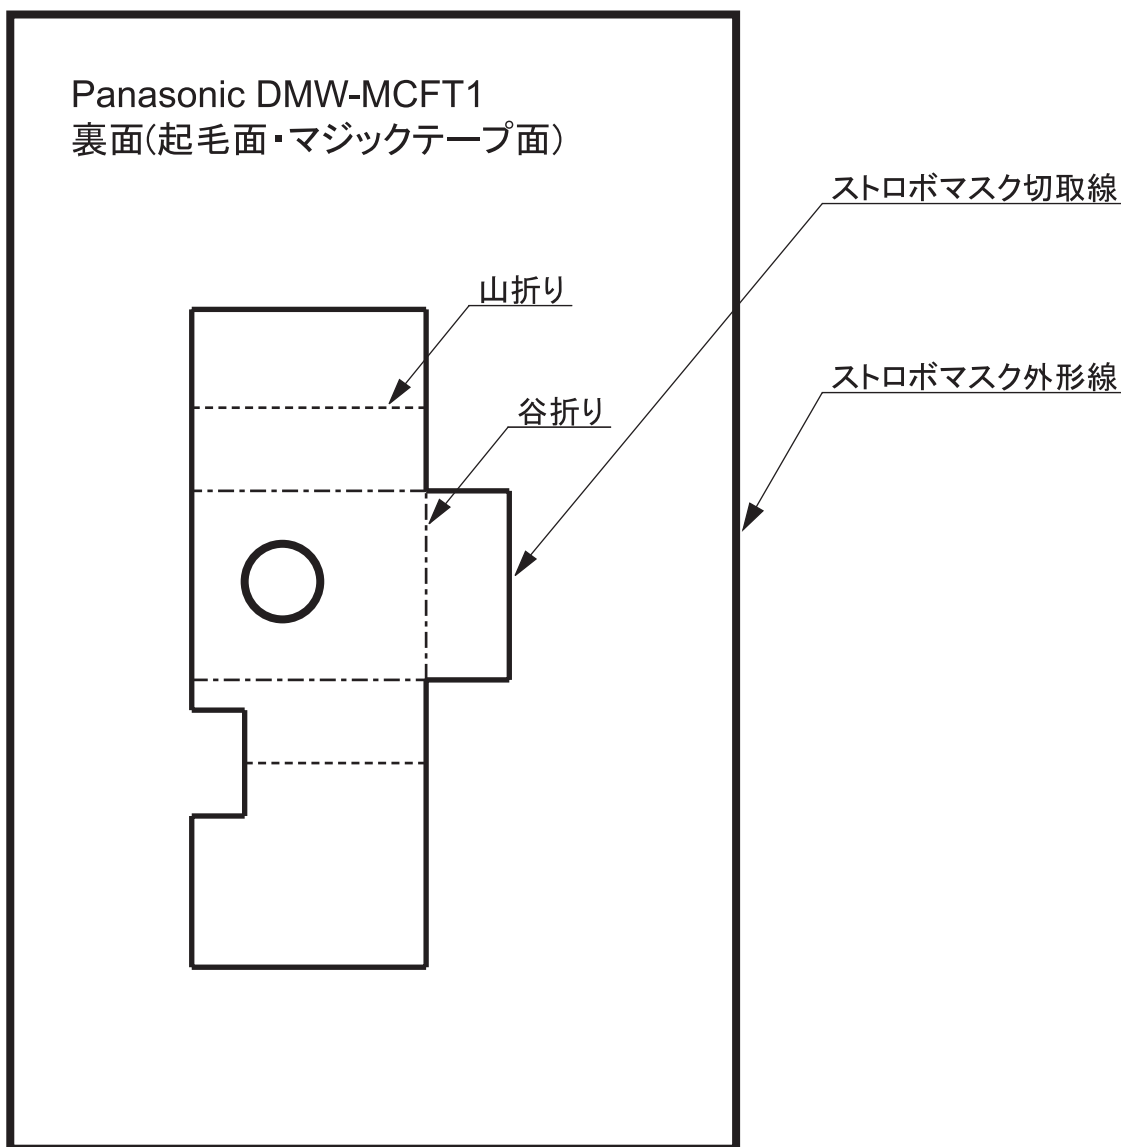 Panasonic DMW-MCFT1
裏面(起毛面・マジックテープ面)
ストロボマスク切取線
山折り
ストロボマスク外形線
谷折り